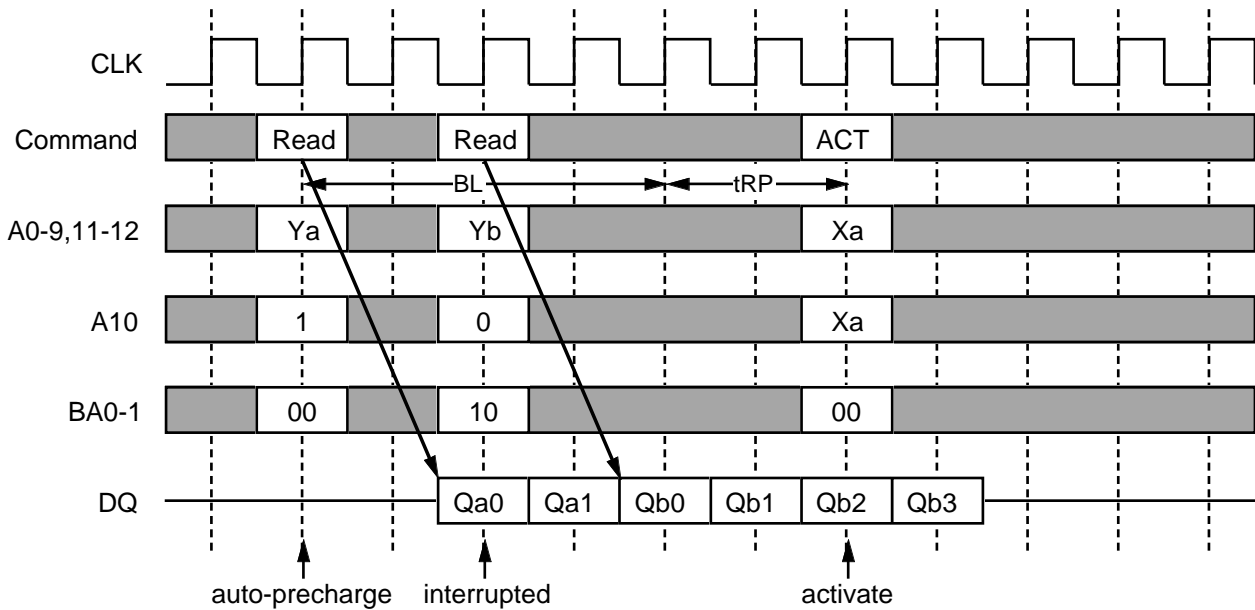 CLK
Command Read Read ACT
BL tRP
A0-9,11-12 Ya Yb Xa
A10 1 0 Xa
BA0-1 00 10 00
DQ Qa0 Qa1 Qb0 Qb1 Qb2 Qb3
auto-precharge interrupted activate